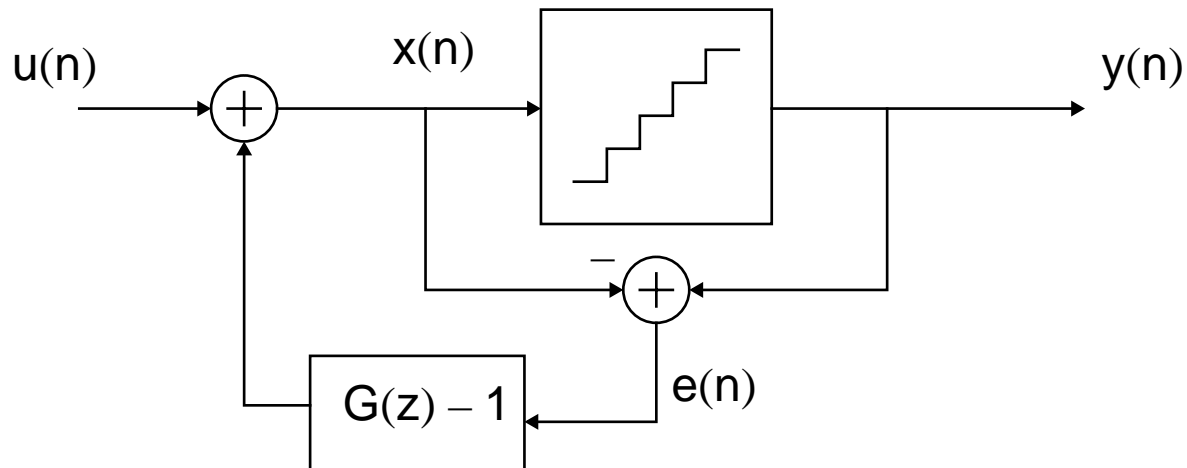 u(n)
x(n)
y(n)
+
−
+
e(n)
G(z) − 1